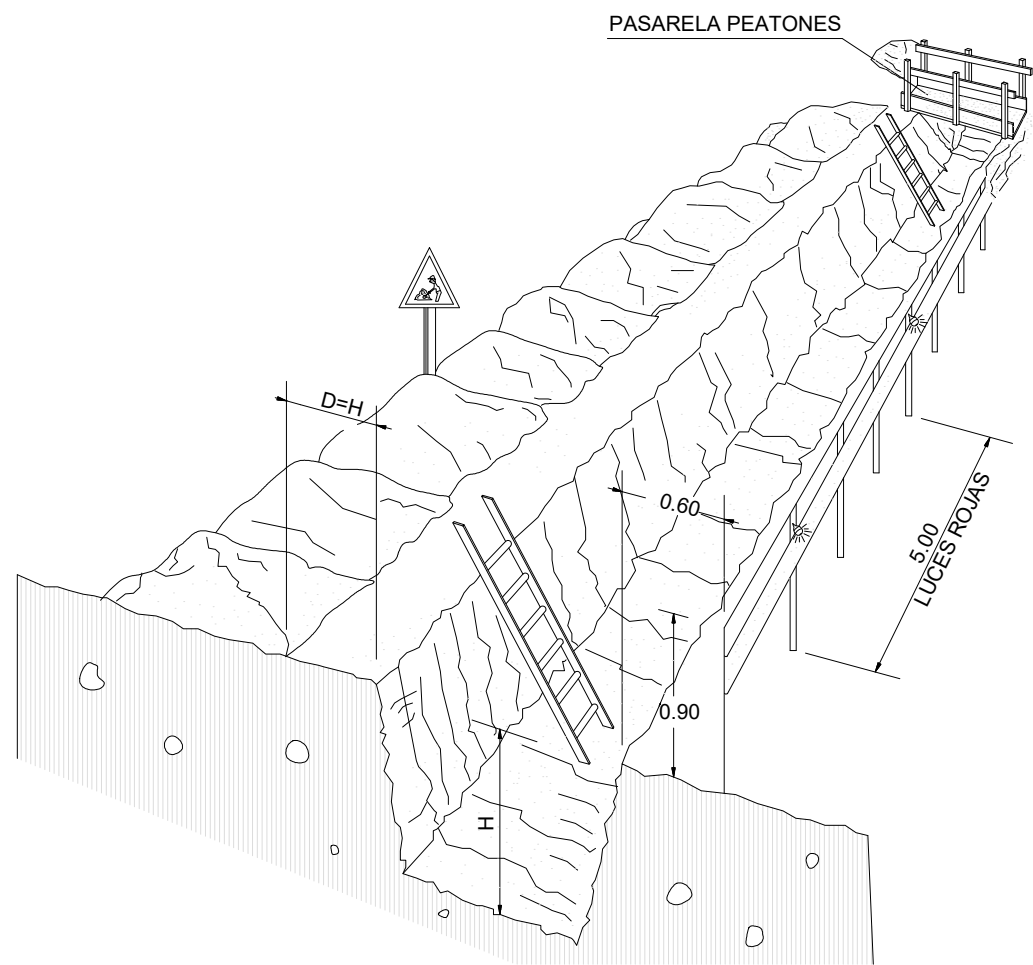 PASARELA PEATONES
D=H
0.60
5.00
LUCES ROJAS
0.90
H